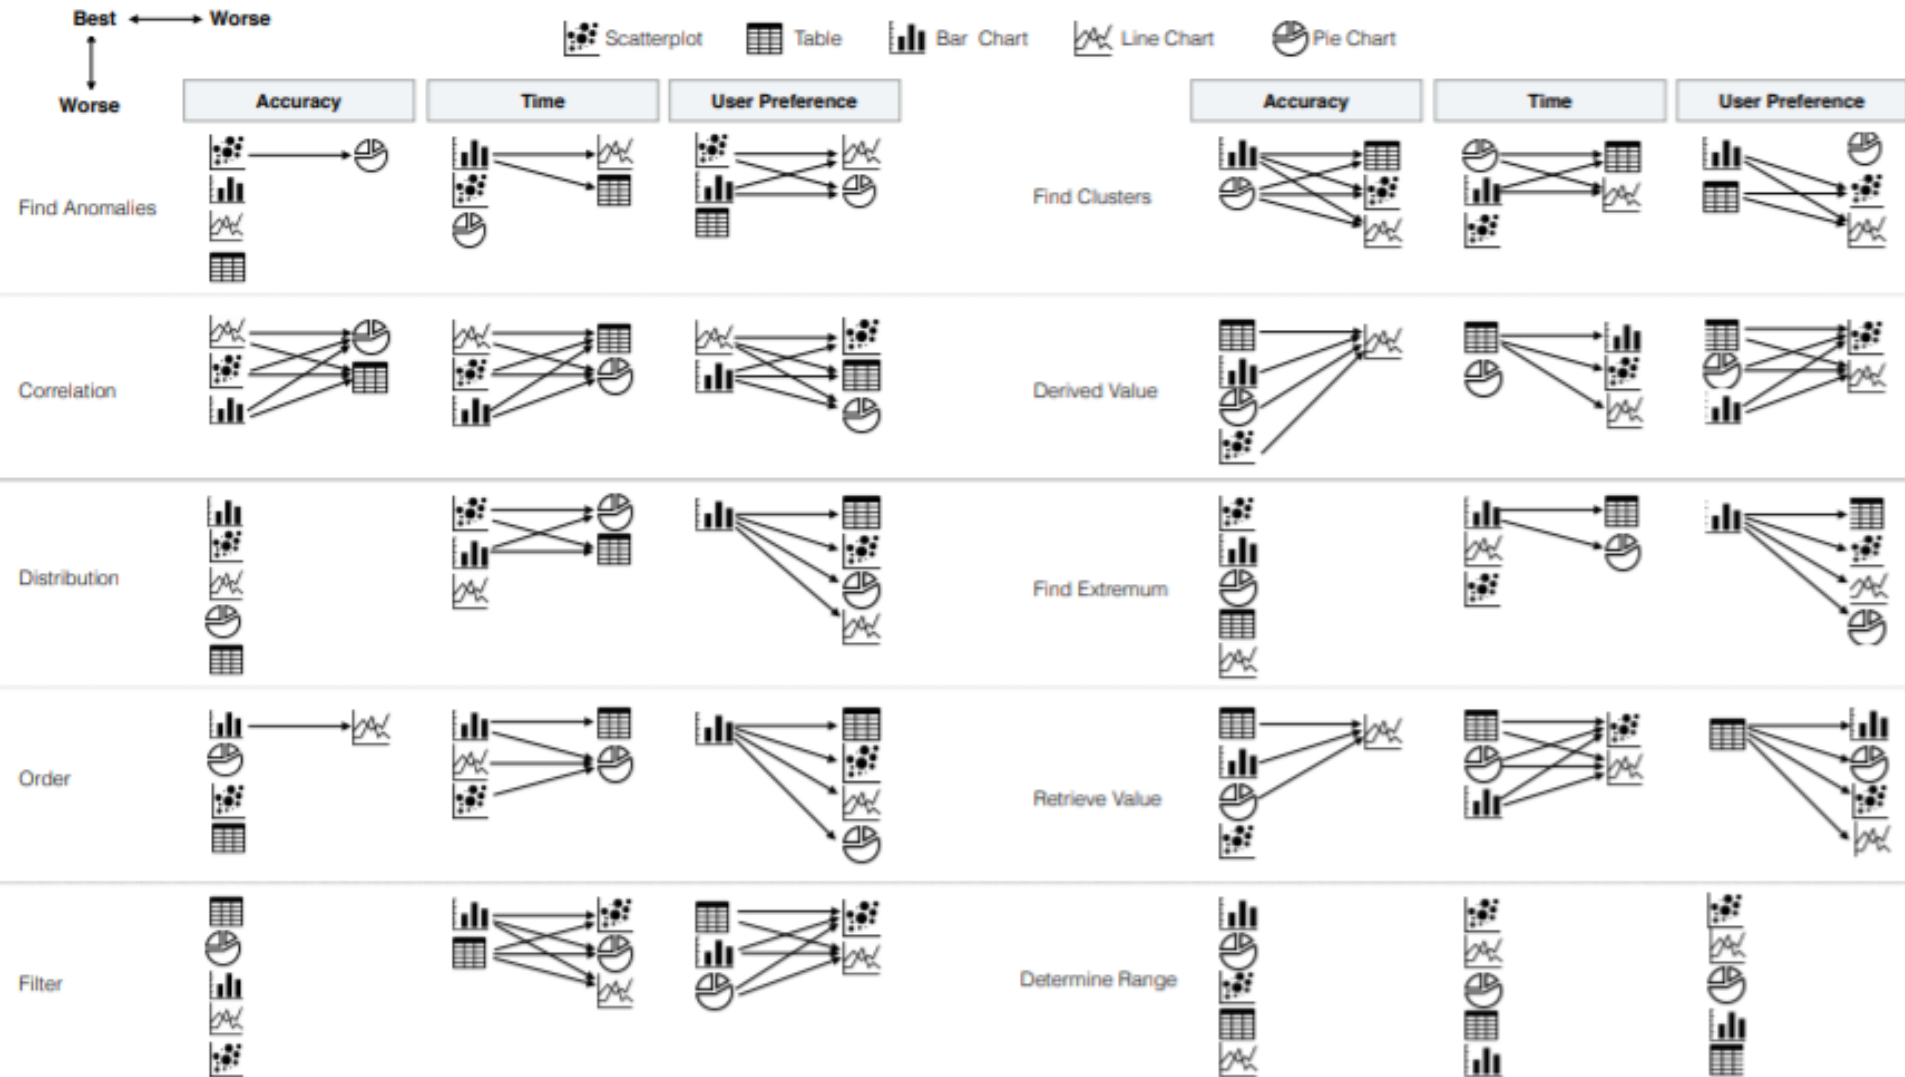 Best Worse
Worse
Scatterplot Table Bar Chart Line Chart Pie Chart
Accuracy Time User Preference Accuracy Time User Preference
Find Anomalies Find Clusters
Correlation Derived Value
Distribution Find Extremum
Order Retrieve Value
Filter Determine Range